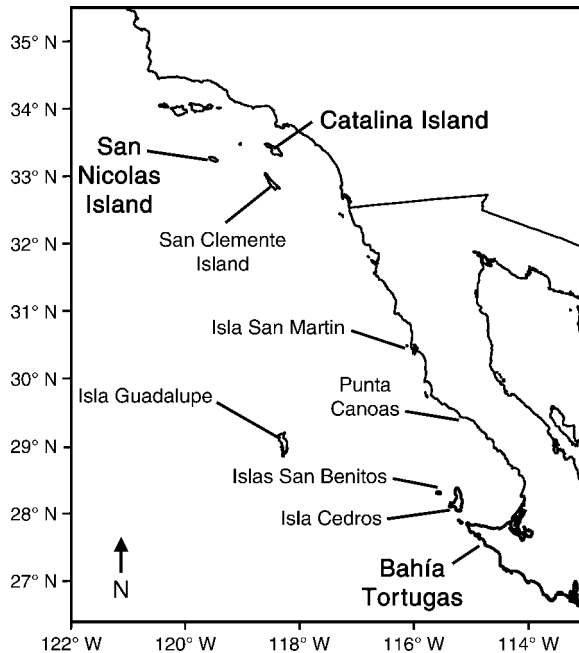 35° N
34° N
Catalina Island
San
Nicolas
Island
33° N
San Clemente
Island
32° N
31° N
Isla San Martin
30° N
Isla Guadalupe
Punta
Canoas
29° N
Islas San Benitos
28° N
Isla Cedros
Bahía
Tortugas
27° N
N
122° W
120° W
118° W
116° W
114° W